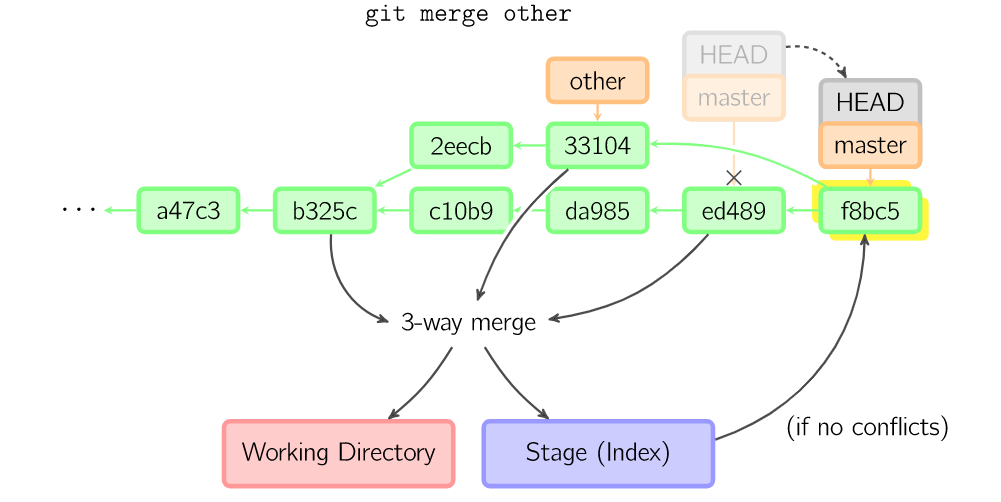 git merge other
HEAD
other
master
HEAD
master
2eecb
33104
...
a47c3
b325c
c10b9
da985
ed489
f8bc5
3-way merge
(if no conflicts)
Working Directory
Stage (Index)